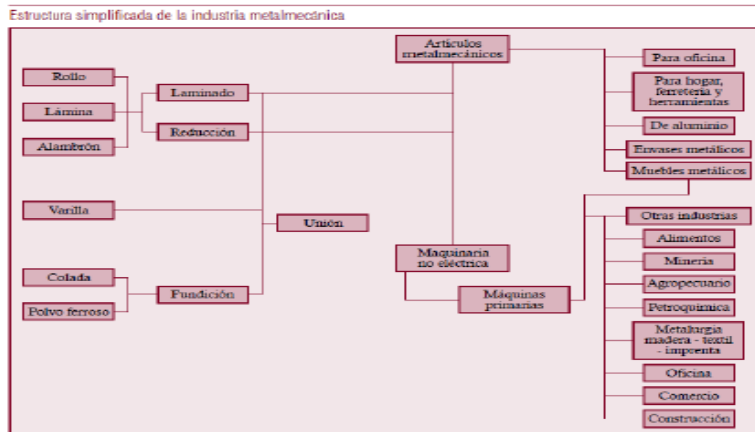 Estructura simplificada de la industria metalmecánica
Artículos
metalmecánicos
Rollo
Lámina
Alambrón
Laminado
Reducción
Varilla
Unión
Colada
Polvo ferroso
Fundición
Maquinaria
no eléctrica
Máquinas
primarias
Para oficina
Para hogar,
ferretería y
herramientas
De aluminio
Envases metálicos
Muebles metálicos
Otras industrias
Alimentos
Minería
Agropecuario
Petroquímica
Metalurgia
madera - textil
- imprenta
Oficina
Comercio
Construcción